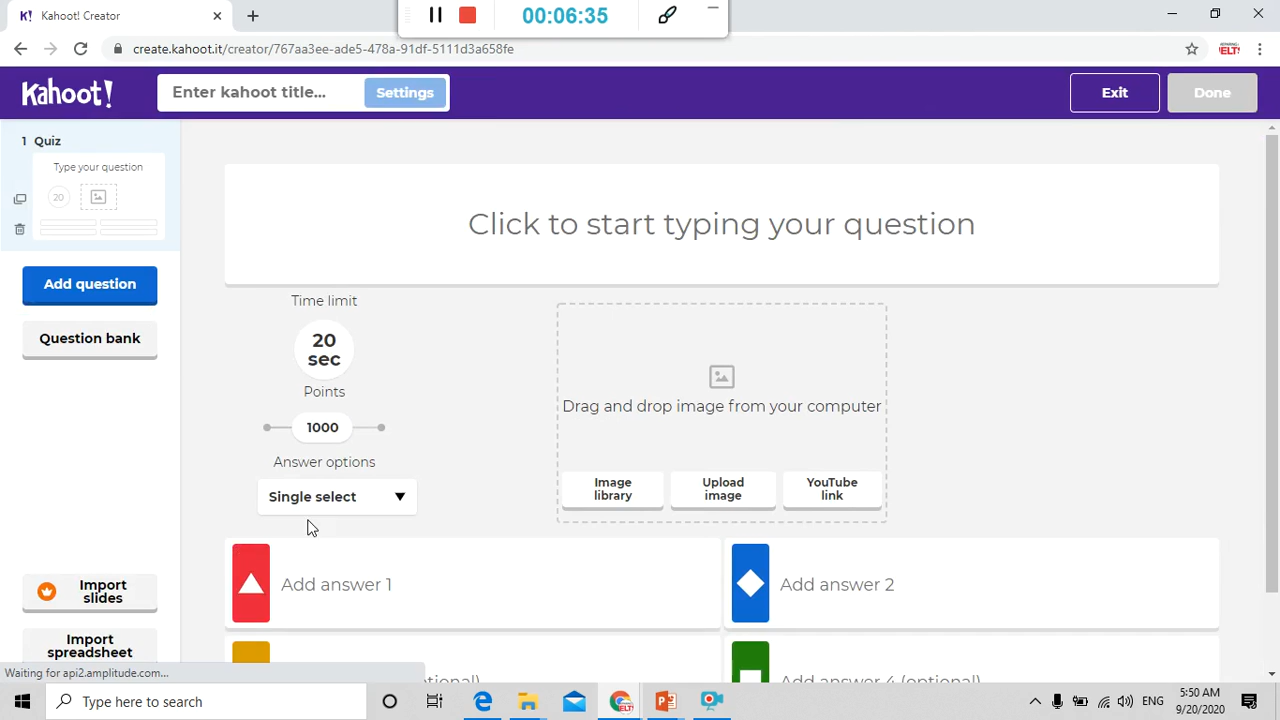 Kahoot! Creator
00:06:35
create.kahoot.it/creator/767aa3ee-ade5-478a-91df-5111d3a658fe
Kahoot!
Enter kahoot title...
Settings
Exit
Done
1 Quiz
Type your question
20
Add question
Question bank
Import
slides
Import
spreadsheet
Click to start typing your question
Time limit
20
sec
Points
1000
Answer options
Single select
Drag and drop image from your computer
Image
library
Upload
image
YouTube
link
Add answer 1
Add answer 2
Add answer 4 (optional)
Waiting for api2.amplitude.com...
Type here to search
ENG
5:50 AM
9/20/2020